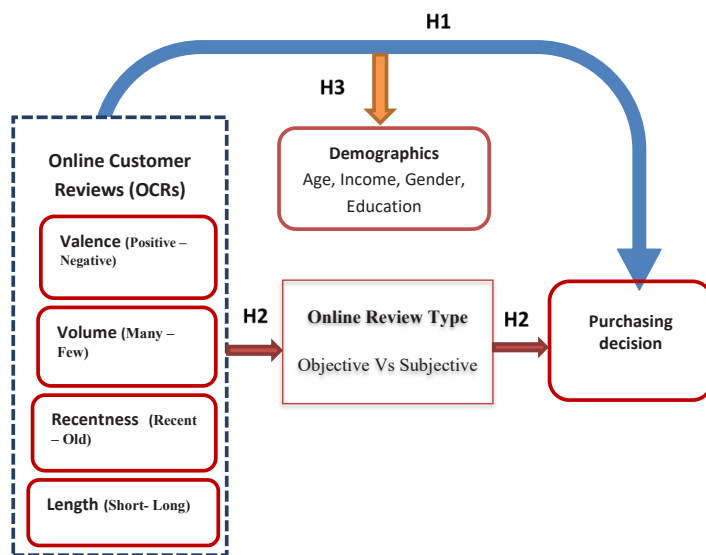 H1
H3
Demographics
Age, Income, Gender,
Education
Online Customer
Reviews (OCRs)
Valence (Positive –
Negative)
Volume (Many –
Few)
Recentness (Recent
– Old)
Length (Short- Long)
H2
Online Review Type
Objective Vs Subjective
H2
Purchasing
decision